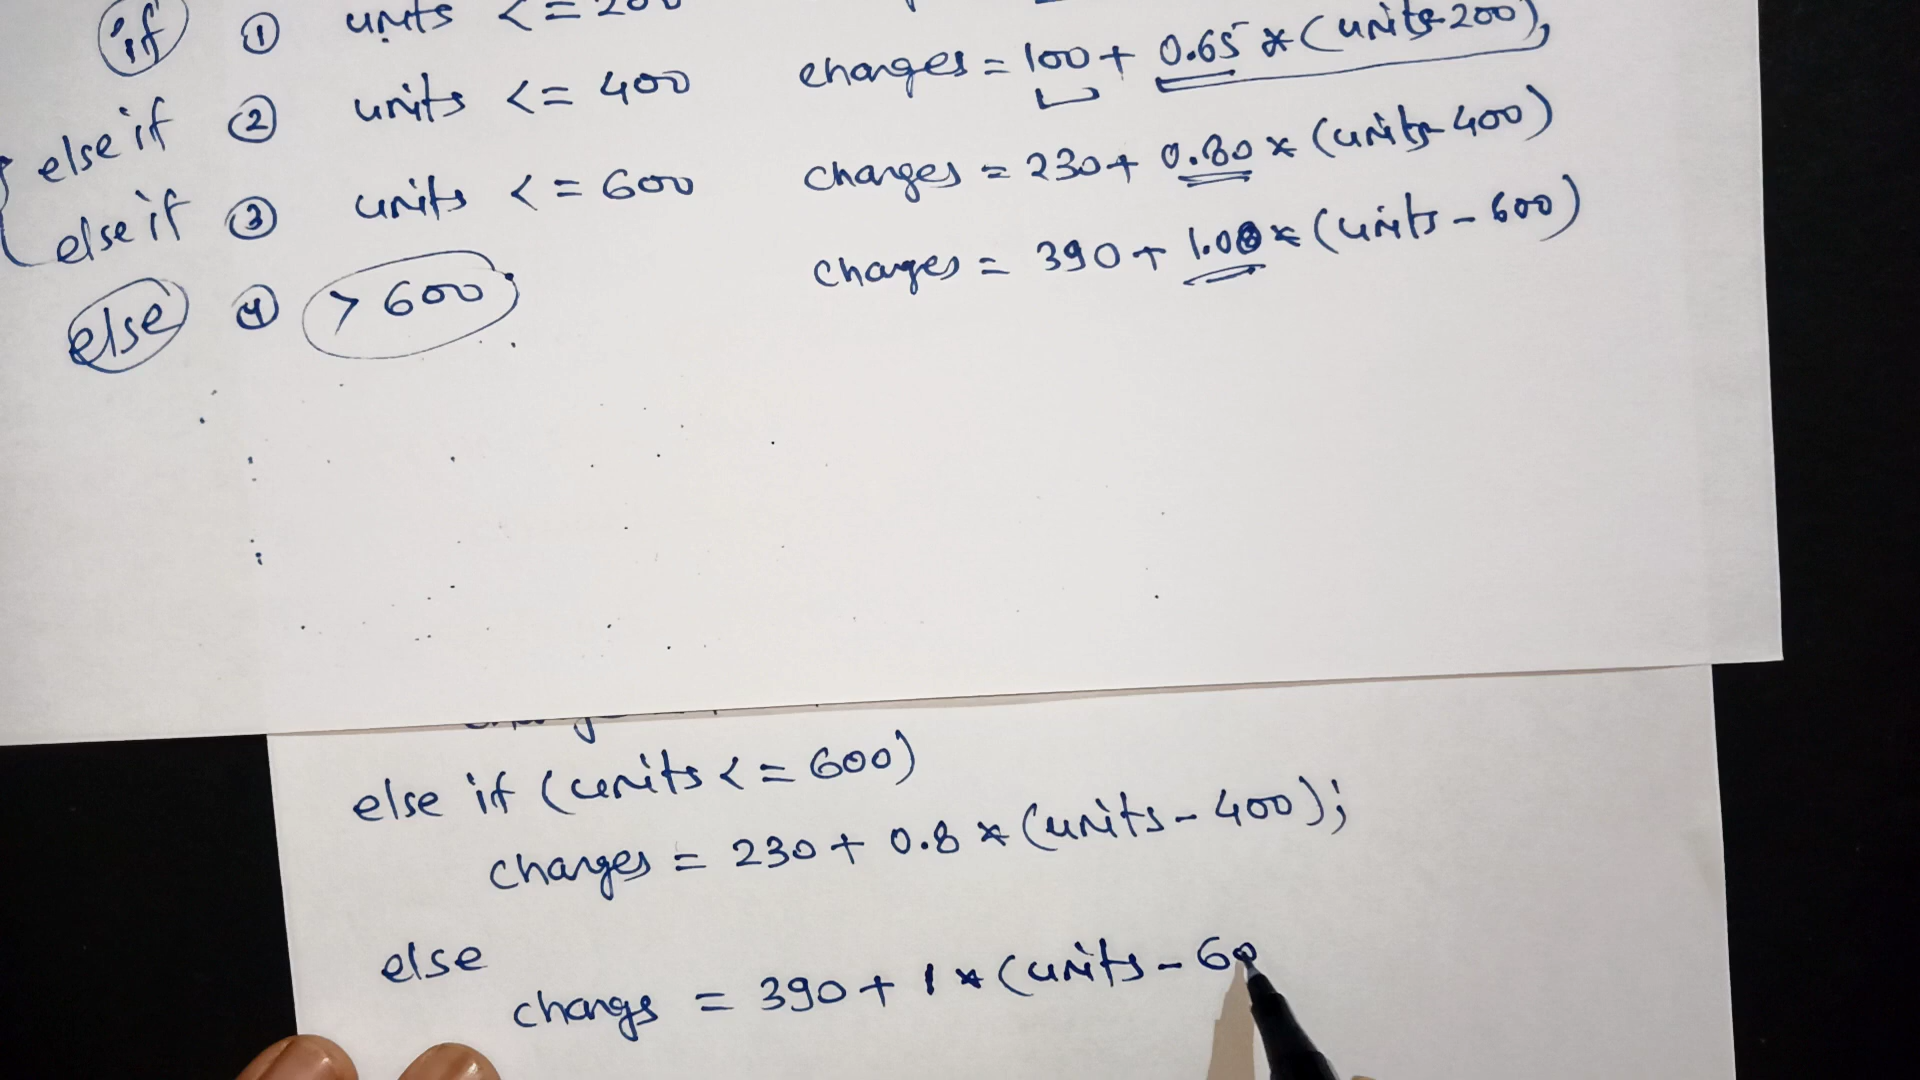 if ① units <= 200
else if ② units <= 400 charges = 100 + 0.65 * (units-200),
else if ③ units <= 600 charges = 230 + 0.80 * (units-400)
else ④ > 600 charges = 390 + 1.00 * (units - 600)
else if (units <= 600)
charges = 230 + 0.8 * (units - 400);
else
chargs = 390 + 1 * (units - 60